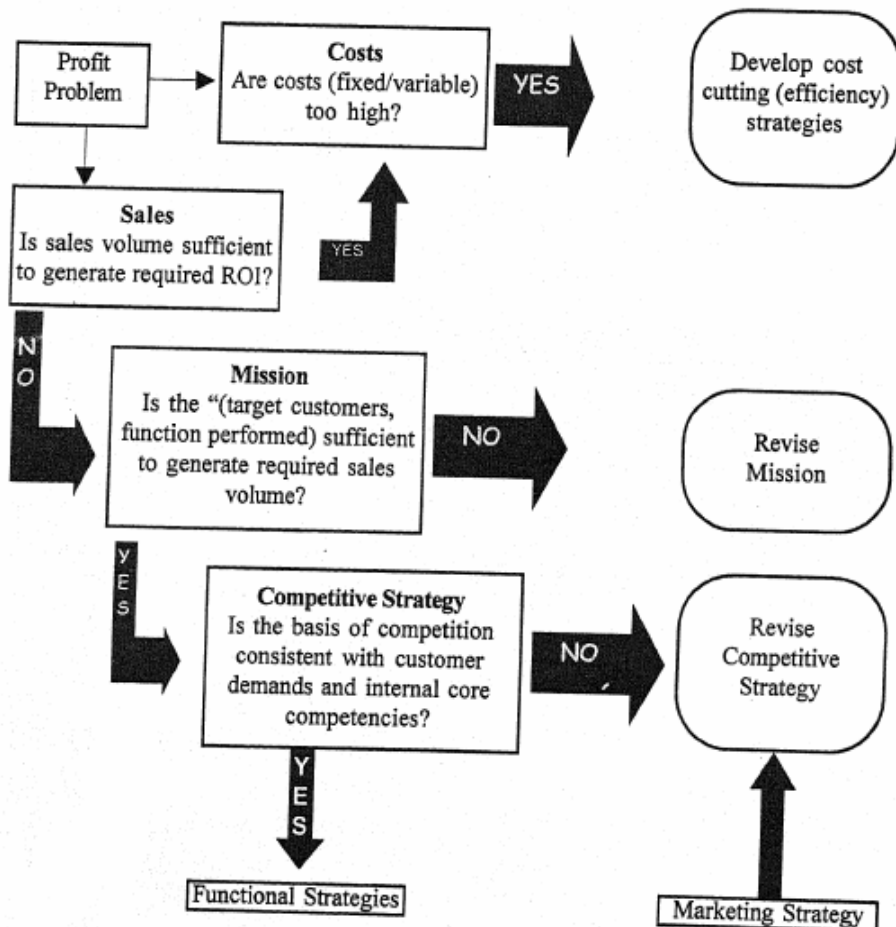 Profit
Problem
Costs
Are costs (fixed/variable)
too high?
YES
Develop cost
cutting (efficiency)
strategies
Sales
Is sales volume sufficient
to generate required ROI?
YES
NO
Mission
Is the “(target customers,
function performed) sufficient
to generate required sales
volume?
NO
Revise
Mission
YES
Competitive Strategy
Is the basis of competition
consistent with customer
demands and internal core
competencies?
NO
Revise
Competitive
Strategy
YES
Functional Strategies
Marketing Strategy